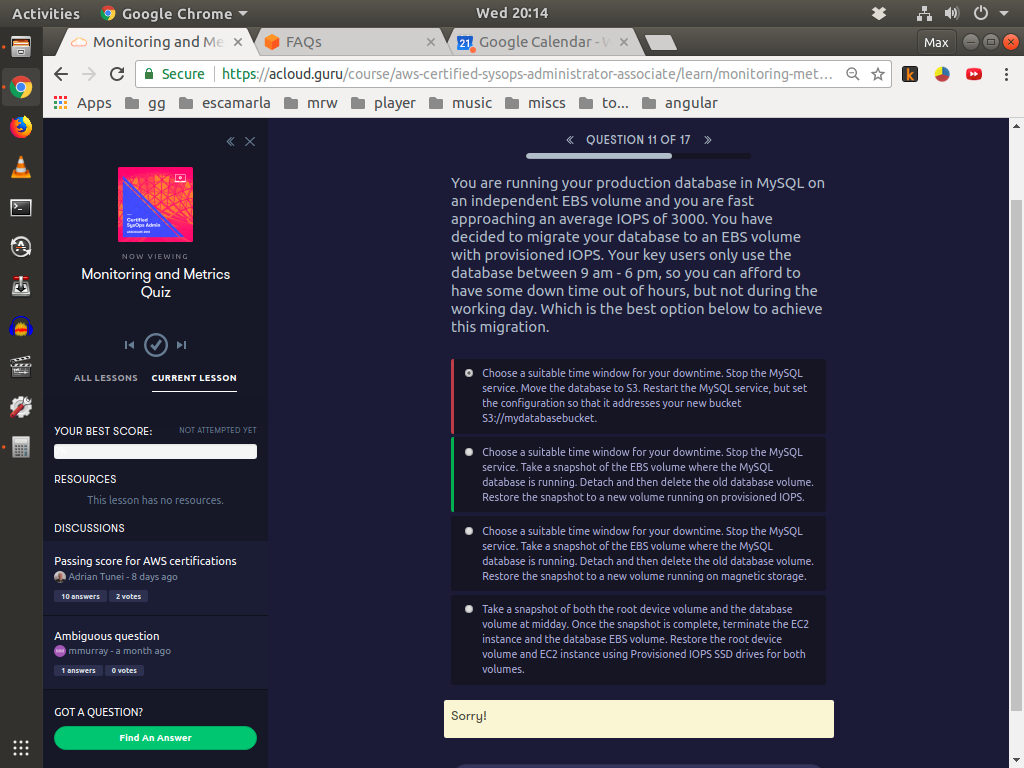 Activities
Google Chrome
Wed 20:14
Monitoring and Me
FAQs
Google Calendar - W
Max
Secure
https://acloud.guru/course/aws-certified-sysops-administrator-associate/learn/monitoring-met...
Apps
gg
escamarla
mrw
player
music
miscs
to...
angular
Certified
SysOps Admin
NOW VIEWING
Monitoring and Metrics
Quiz
ALL LESSONS
CURRENT LESSON
YOUR BEST SCORE:
NOT ATTEMPTED YET
RESOURCES
This lesson has no resources.
DISCUSSIONS
Passing score for AWS certifications
Adrian Tunei - 8 days ago
10 answers
2 votes
Ambiguous question
mmurray - a month ago
1 answers
0 votes
GOT A QUESTION?
Find An Answer
« QUESTION 11 OF 17 »
You are running your production database in MySQL on
an independent EBS volume and you are fast
approaching an average IOPS of 3000. You have
decided to migrate your database to an EBS volume
with provisioned IOPS. Your key users only use the
database between 9 am - 6 pm, so you can afford to
have some down time out of hours, but not during the
working day. Which is the best option below to achieve
this migration.
Choose a suitable time window for your downtime. Stop the MySQL
service. Move the database to S3. Restart the MySQL service, but set
the configuration so that it addresses your new bucket
S3://mydatabasebucket.
Choose a suitable time window for your downtime. Stop the MySQL
service. Take a snapshot of the EBS volume where the MySQL
database is running. Detach and then delete the old database volume.
Restore the snapshot to a new volume running on provisioned IOPS.
Choose a suitable time window for your downtime. Stop the MySQL
service. Take a snapshot of the EBS volume where the MySQL
database is running. Detach and then delete the old database volume.
Restore the snapshot to a new volume running on magnetic storage.
Take a snapshot of both the root device volume and the database
volume at midday. Once the snapshot is complete, terminate the EC2
instance and the database EBS volume. Restore the root device
volume and EC2 instance using Provisioned IOPS SSD drives for both
volumes.
Sorry!